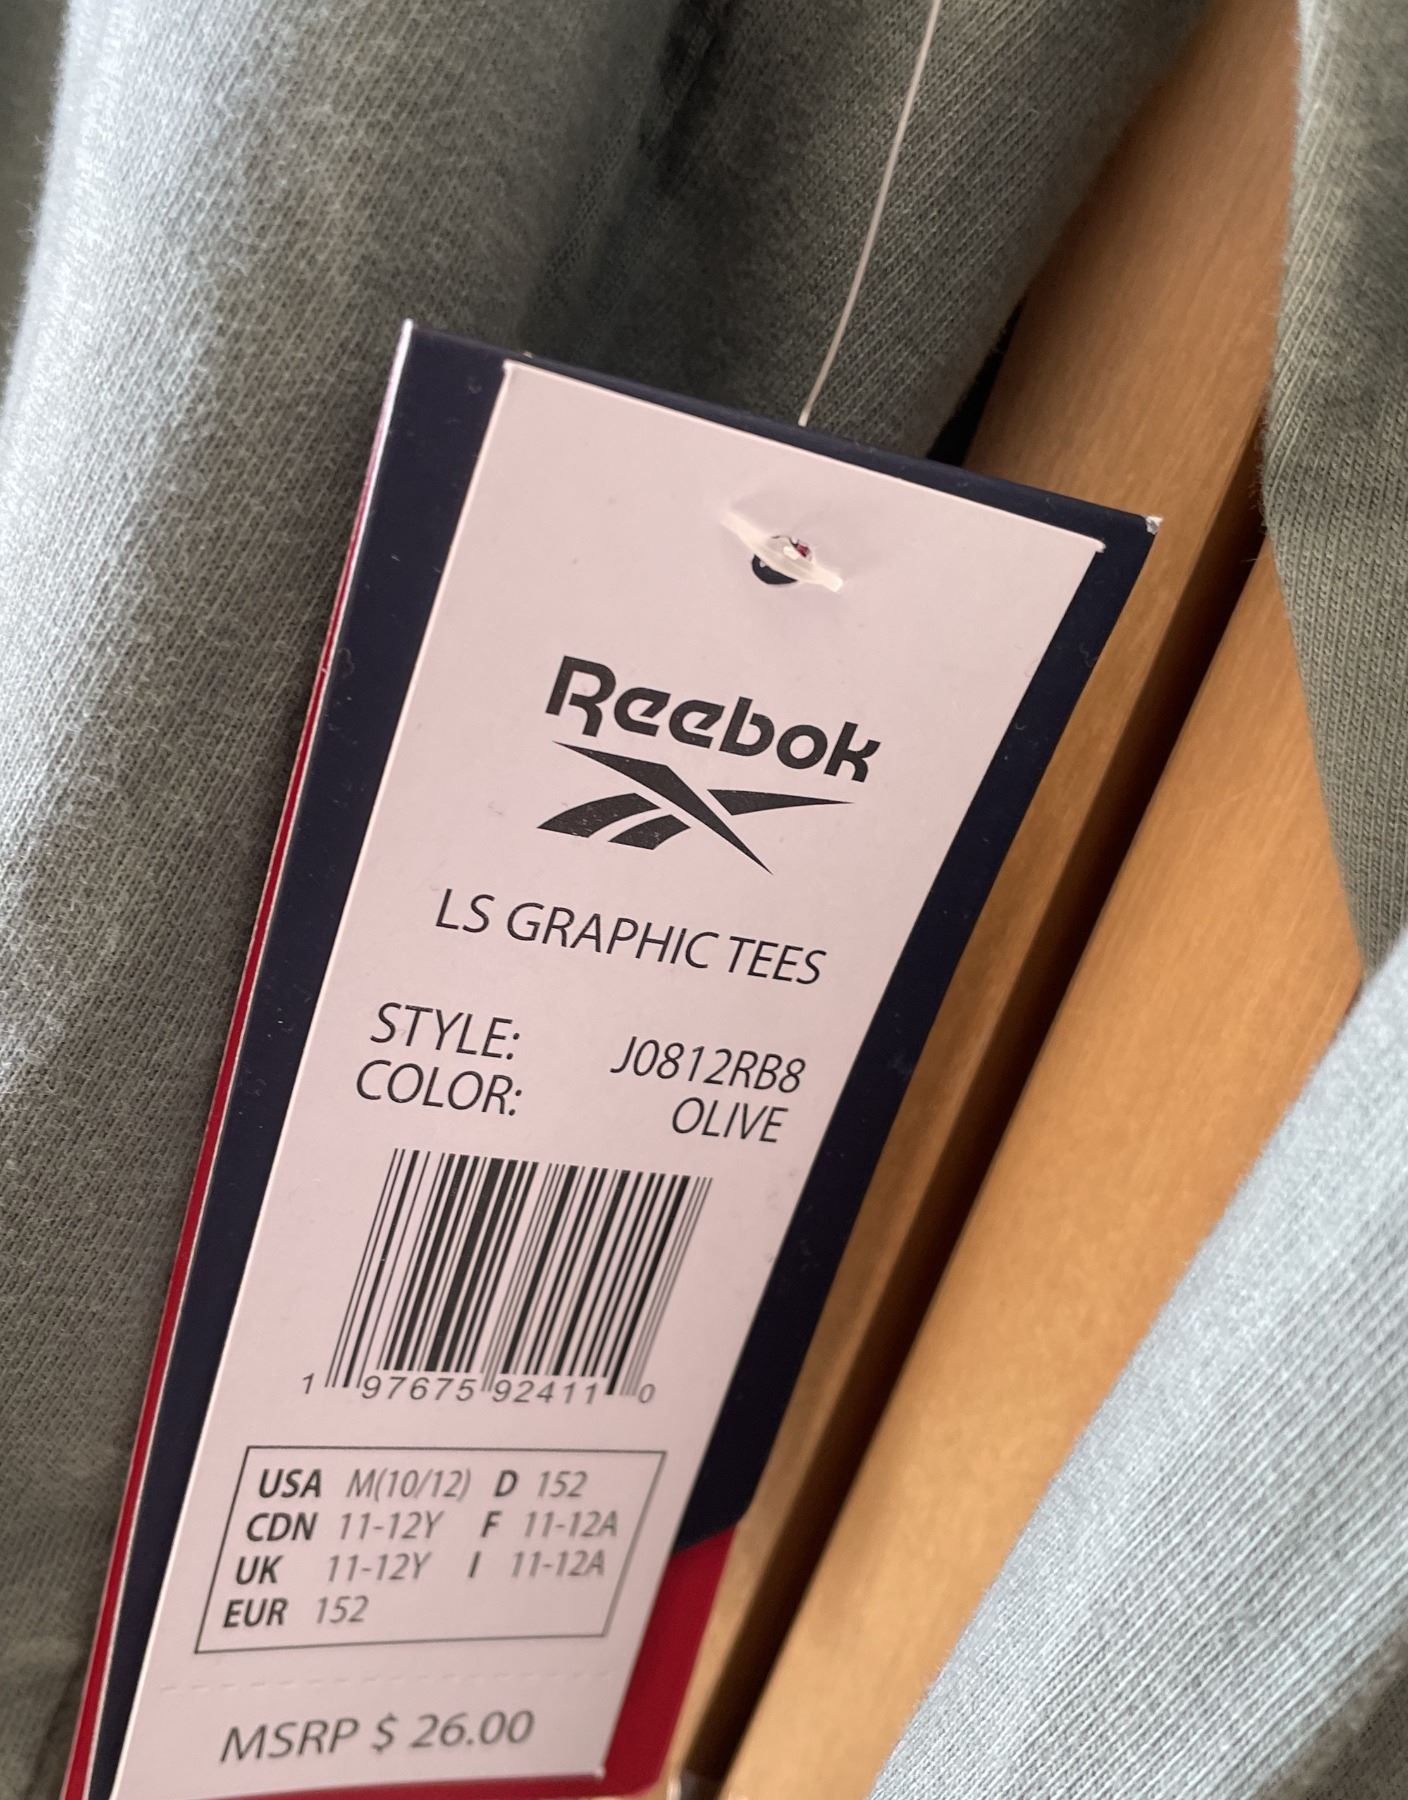 Reebok
LS GRAPHIC TEES
STYLE: J0812RB8
COLOR: OLIVE
1 97675 92411 0
USA M(10/12) D 152
CDN 11-12Y F 11-12A
UK 11-12Y I 11-12A
EUR 152
MSRP $ 26.00